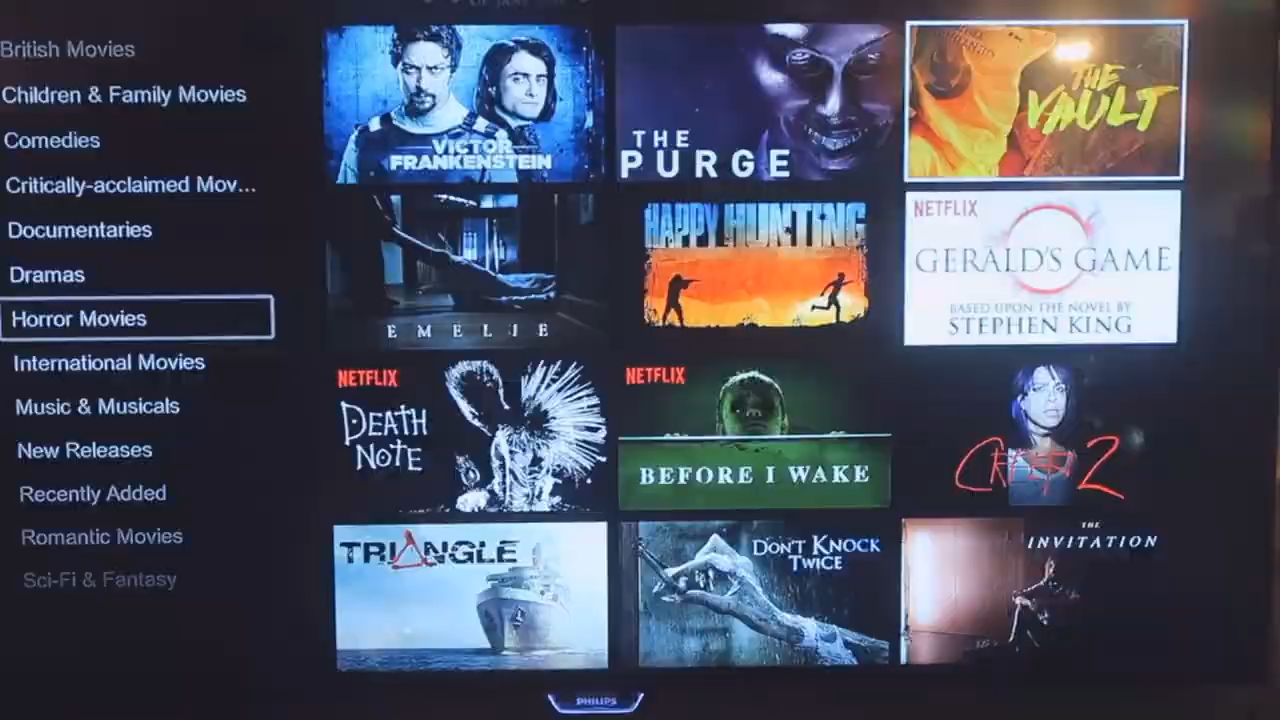 British Movies
Children & Family Movies
Comedies
Critically-acclaimed Mov...
Documentaries
Dramas
Horror Movies
International Movies
Music & Musicals
New Releases
Recently Added
Romantic Movies
Sci-Fi & Fantasy
VICTOR
FRANKENSTEIN
THE
PURGE
THE
VAULT
EMELIE
HAPPY HUNTING
NETFLIX
GERALD'S GAME
BASED UPON THE NOVEL BY
STEPHEN KING
NETFLIX
DEATH
NOTE
NETFLIX
BEFORE I WAKE
CREEP 2
TRIANGLE
DON'T KNOCK
TWICE
THE
INVITATION
PHILIPS